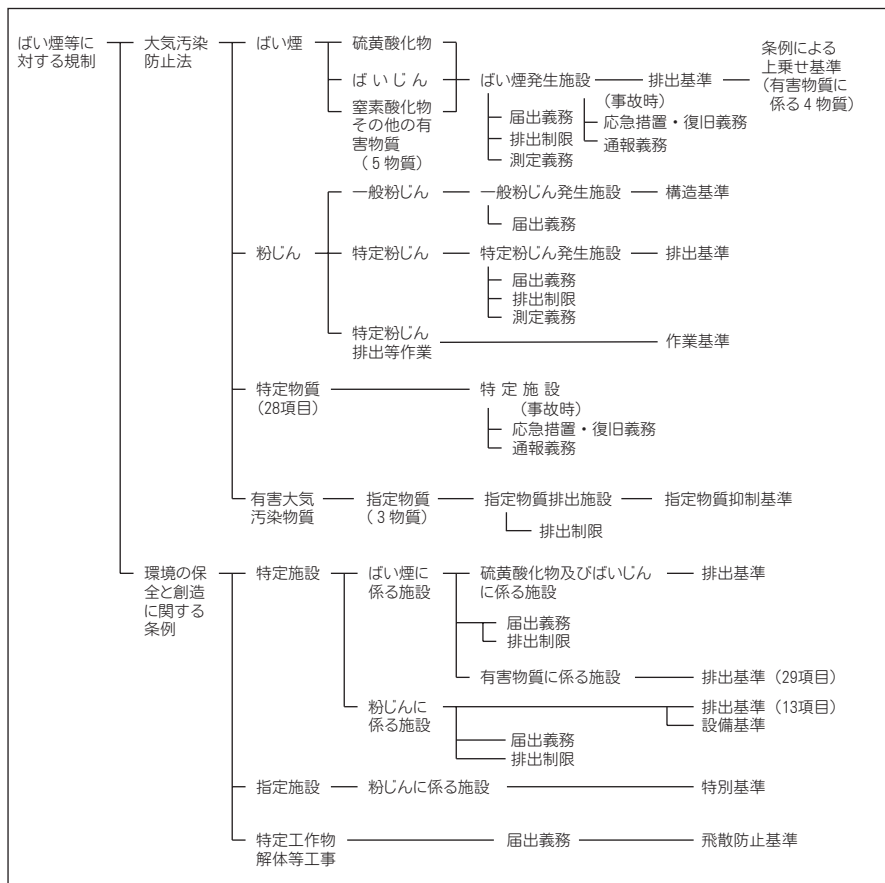 ばい煙等に
対する規制
大気汚染
防止法
ばい煙
硫黄酸化物
ばいじん
窒素酸化物
その他の有
害物質
(5物質)
ばい煙発生施設
届出義務
排出制限
測定義務
排出基準
(事故時)
応急措置・復旧義務
通報義務
条例による
上乗せ基準
(有害物質に
係る4物質)
粉じん
一般粉じん
一般粉じん発生施設
構造基準
届出義務
特定粉じん
特定粉じん発生施設
排出基準
届出義務
排出制限
測定義務
特定粉じん
排出等作業
作業基準
特定物質
(28項目)
特定施設
(事故時)
応急措置・復旧義務
通報義務
有害大気
汚染物質
指定物質
(3物質)
指定物質排出施設
指定物質抑制基準
排出制限
環境の保
全と創造
に関する
条例
特定施設
ばい煙に
係る施設
硫黄酸化物及びばいじん
に係る施設
排出基準
届出義務
排出制限
有害物質に係る施設
排出基準(29項目)
粉じんに
係る施設
排出基準(13項目)
設備基準
届出義務
排出制限
指定施設
粉じんに係る施設
特別基準
特定工作物
解体等工事
届出義務
飛散防止基準